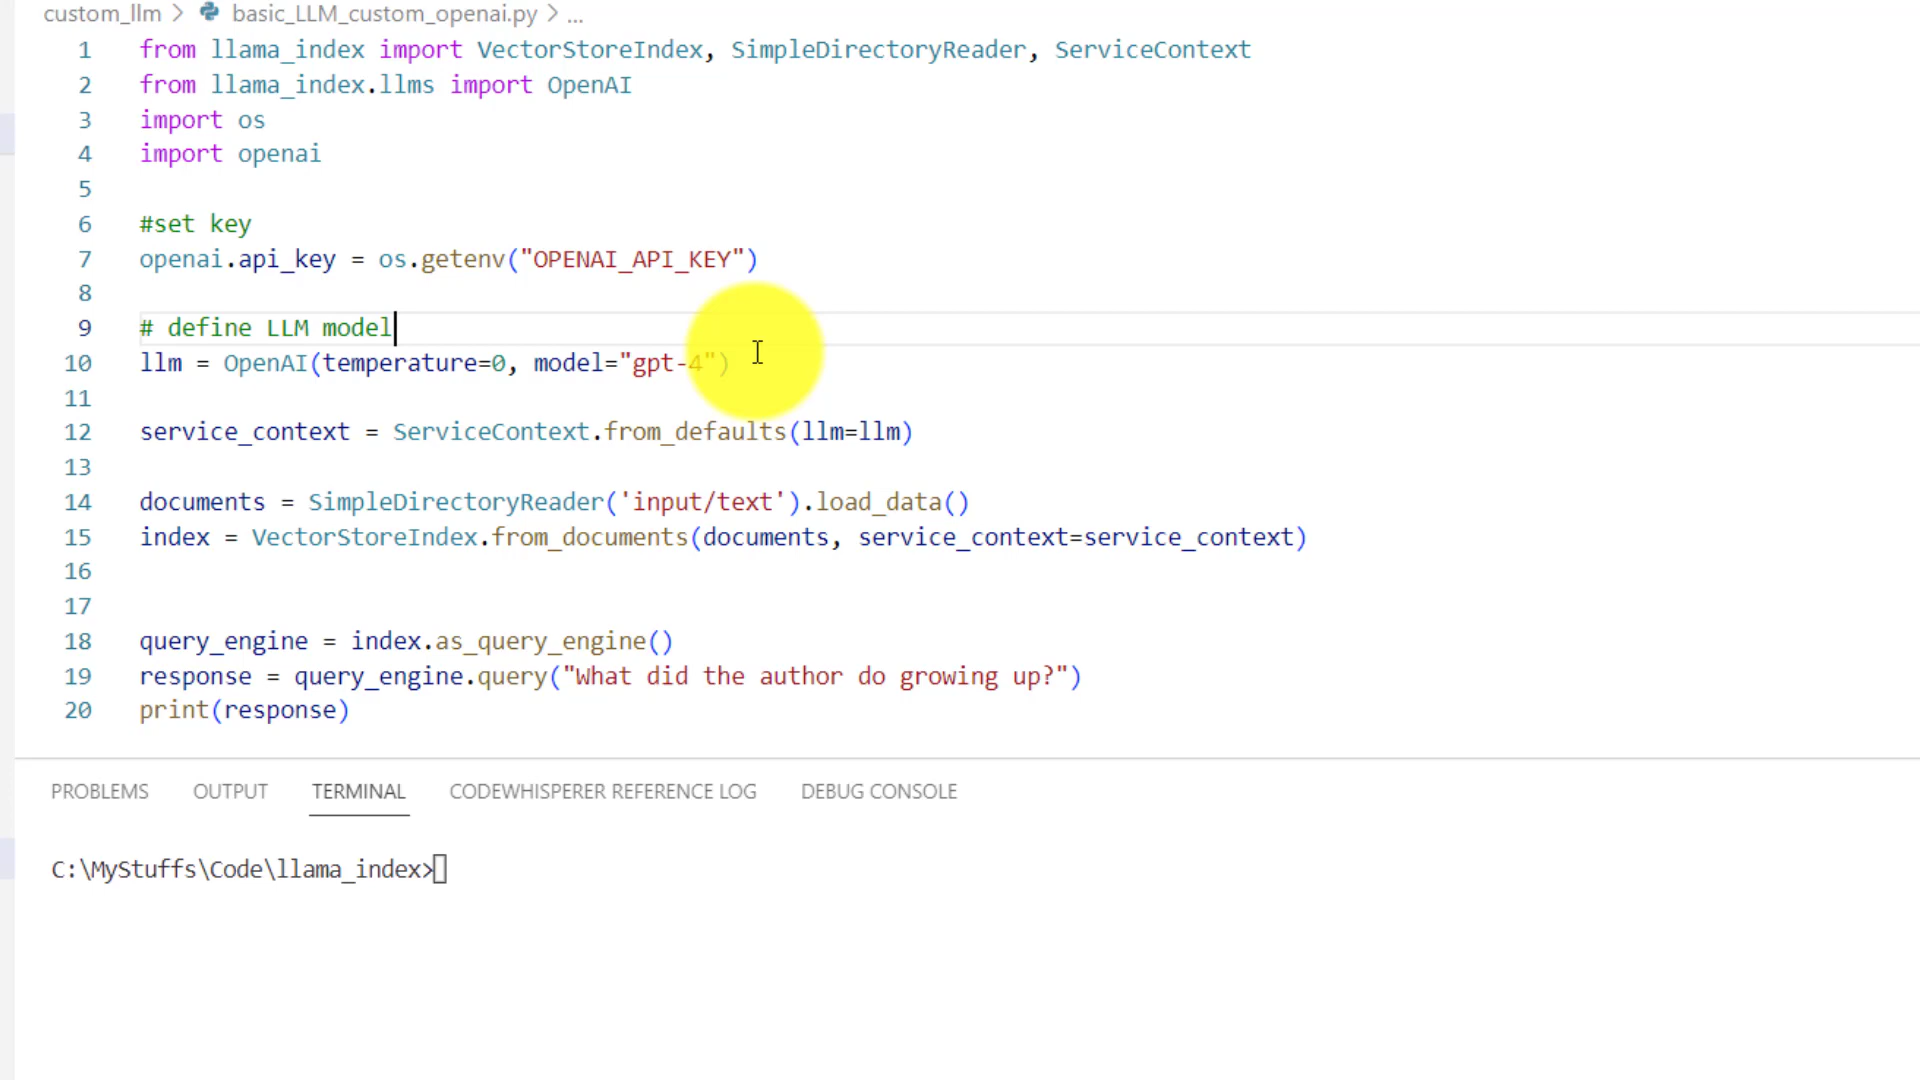 custom_llm > basic_LLM_custom_openai.py > ...
1 from llama_index import VectorStoreIndex, SimpleDirectoryReader, ServiceContext
2 from llama_index.llms import OpenAI
3 import os
4 import openai
5
6 #set key
7 openai.api_key = os.getenv("OPENAI_API_KEY")
8
9 # define LLM model
10 llm = OpenAI(temperature=0, model="gpt-4")
11
12 service_context = ServiceContext.from_defaults(llm=llm)
13
14 documents = SimpleDirectoryReader('input/text').load_data()
15 index = VectorStoreIndex.from_documents(documents, service_context=service_context)
16
17
18 query_engine = index.as_query_engine()
19 response = query_engine.query("What did the author do growing up?")
20 print(response)
PROBLEMS OUTPUT TERMINAL CODEWHISPERER REFERENCE LOG DEBUG CONSOLE
C:\MyStuffs\Code\llama_index>